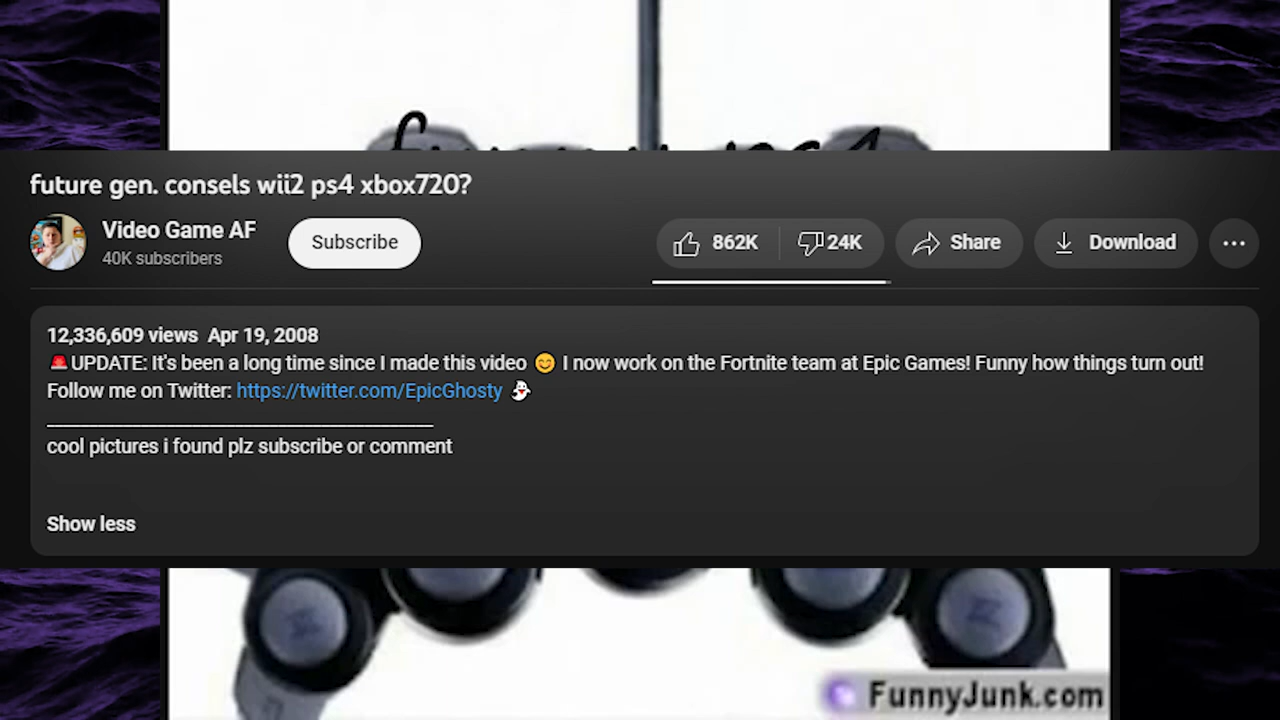 future gen. consels wii2 ps4 xbox720?
Video Game AF
40K subscribers
Subscribe
862K
24K
Share
Download
12,336,609 views Apr 19, 2008
🚨UPDATE: It's been a long time since I made this video 😊 I now work on the Fortnite team at Epic Games! Funny how things turn out!
Follow me on Twitter: https://twitter.com/EpicGhosty 👻
cool pictures i found plz subscribe or comment
Show less
FunnyJunk.com